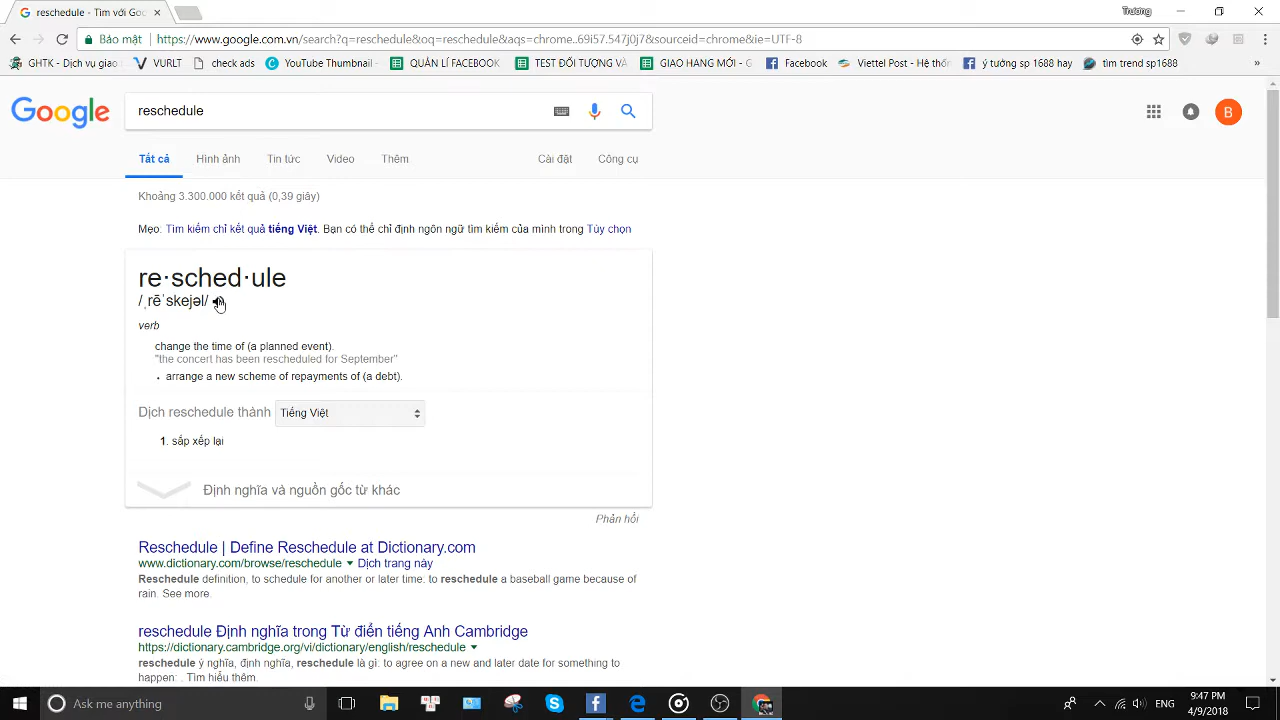 reschedule - Tìm với Goo
Trương
Bảo mật
https://www.google.com.vn/search?q=reschedule&oq=reschedule&aqs=chrome..69i57.547j0j7&sourceid=chrome&ie=UTF-8
GHTK - Dịch vụ giao
VURLT
check ads
YouTube Thumbnail -
QUẢN LÍ FACEBOOK
TEST ĐỐI TƯỢNG VÀ
GIAO HÀNG MỚI - G
Facebook
Viettel Post - Hệ thống
ý tưởng sp 1688 hay
tìm trend sp1688
»
Google
reschedule
B
Tất cả
Hình ảnh
Tin tức
Video
Thêm
Cài đặt
Công cụ
Khoảng 3.300.000 kết quả (0,39 giây)
Mẹo. Tìm kiếm chỉ kết quả tiếng Việt. Bạn có thể chỉ định ngôn ngữ tìm kiếm của mình trong Tùy chọn
re·sched·ule
/ˌrēˈskejəl/
verb
change the time of (a planned event).
"the concert has been rescheduled for September"
• arrange a new scheme of repayments of (a debt).
Dịch reschedule thành
Tiếng Việt
1. sắp xếp lại
Định nghĩa và nguồn gốc từ khác
Phản hồi
Reschedule | Define Reschedule at Dictionary.com
www.dictionary.com/browse/reschedule ▼ Dịch trang này
Reschedule definition, to schedule for another or later time. to reschedule a baseball game because of
rain. See more.
reschedule Định nghĩa trong Từ điển tiếng Anh Cambridge
https://dictionary.cambridge.org/vi/dictionary/english/reschedule ▼
reschedule ý nghĩa, định nghĩa, reschedule là gì: to agree on a new and later date for something to
happen: . Tìm hiểu thêm.
Ask me anything
ENG
9:47 PM
4/9/2018